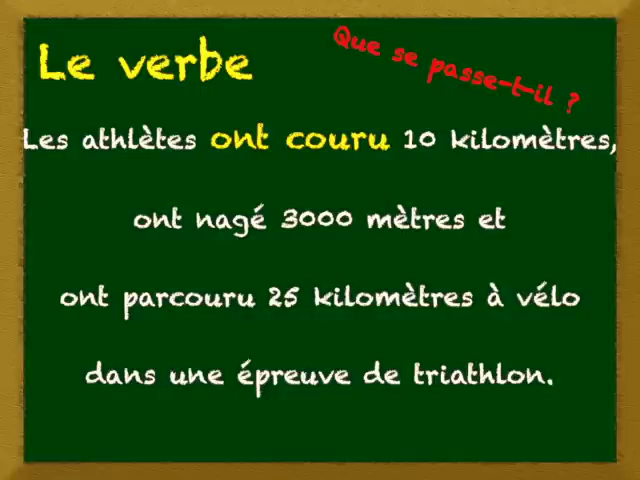 Le verbe
Que se passe-t-il ?
Les athlètes ont couru 10 kilomètres,
ont nagé 3000 mètres et
ont parcouru 25 kilomètres à vélo
dans une épreuve de triathlon.